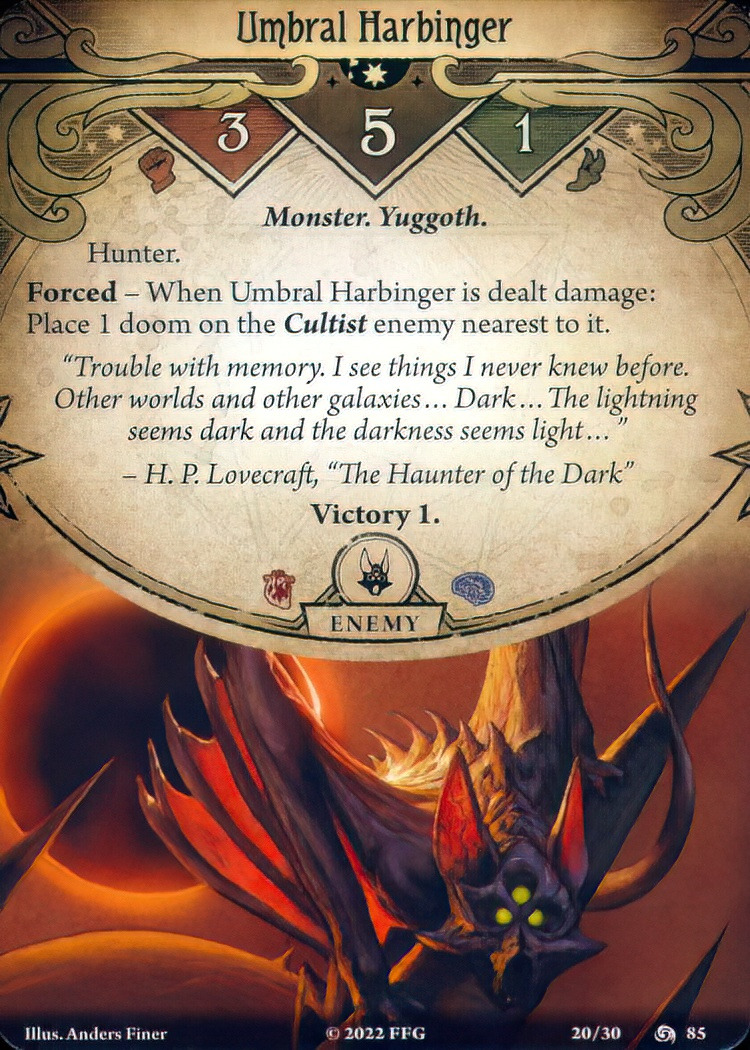 Umbral Harbinger
3 5 1
Monster. Yuggoth.
Hunter.
Forced – When Umbral Harbinger is dealt damage:
Place 1 doom on the Cultist enemy nearest to it.
“Trouble with memory. I see things I never knew before.
Other worlds and other galaxies… Dark… The lightning
seems dark and the darkness seems light…”
– H. P. Lovecraft, “The Haunter of the Dark”
Victory 1.
ENEMY
Illus. Anders Finer © 2022 FFG 20/30 85